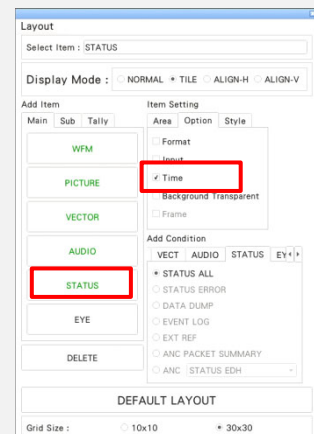 Layout
Select Item : STATUS
Display Mode : NORMAL TILE ALIGN-H ALIGN-V
Add Item
Main Sub Tally
WFM
PICTURE
VECTOR
AUDIO
STATUS
EYE
DELETE
Item Setting
Area Option Style
Format
Input
Time
Background Transparent
Frame
Add Condition
VECT AUDIO STATUS EY
STATUS ALL
STATUS ERROR
DATA DUMP
EVENT LOG
EXT REF
ANC PACKET SUMMARY
ANC STATUS EDH
DEFAULT LAYOUT
Grid Size : 10x10 30x30